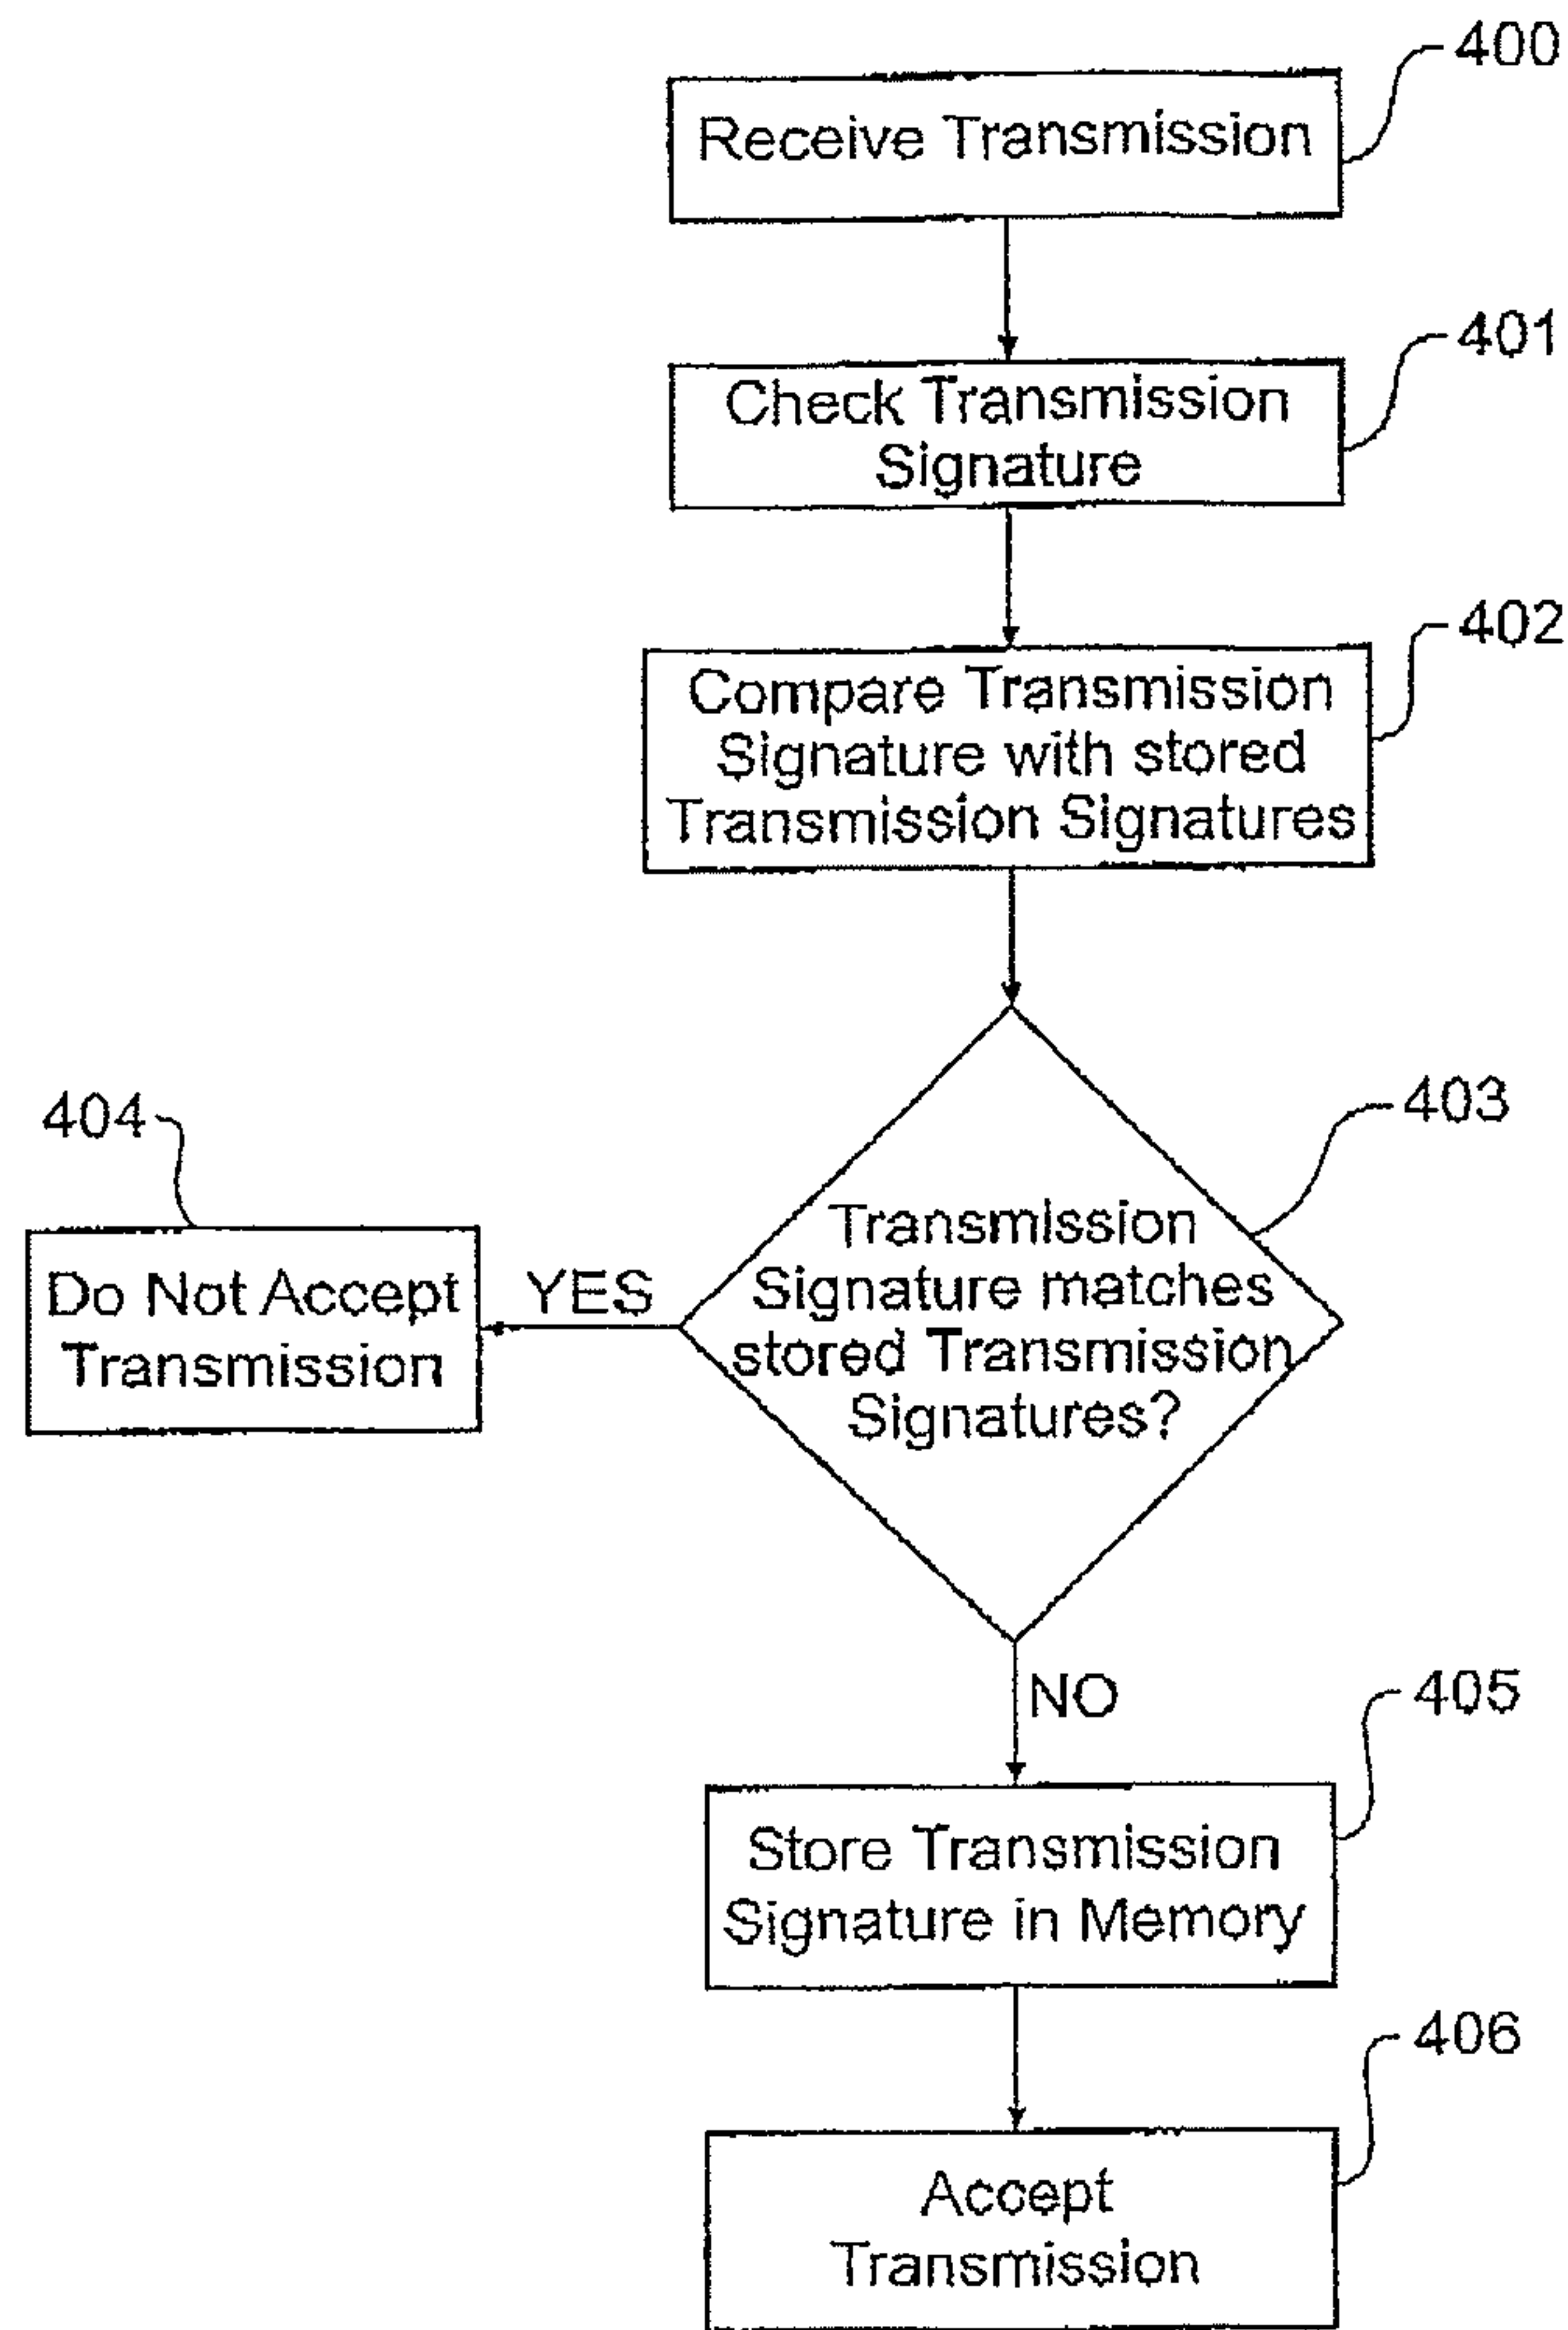 400
Receive Transmission
401
Check Transmission
Signature
402
Compare Transmission
Signature with stored
Transmission Signatures
403
Transmission
Signature matches
stored Transmission
Signatures?
404
Do Not Accept
Transmission
YES
NO
405
Store Transmission
Signature in Memory
406
Accept
Transmission